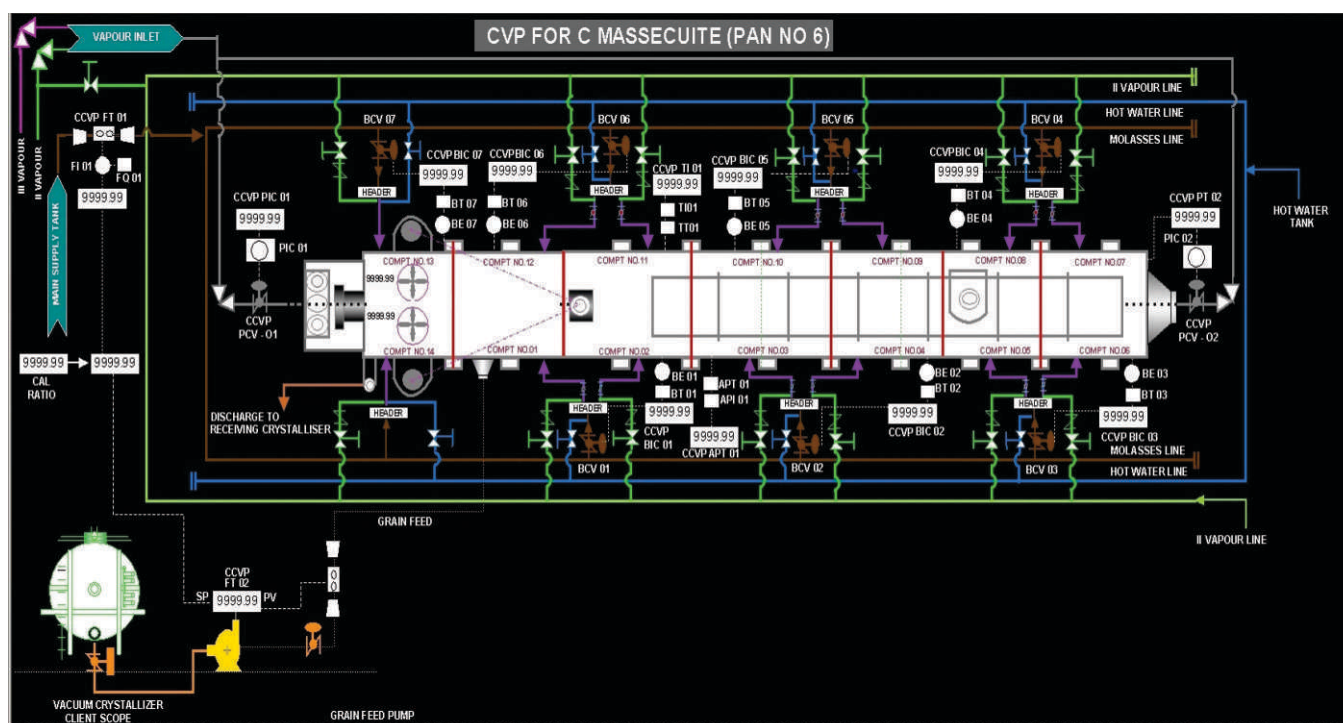 CVP FOR C MASSECUITE (PAN NO 6)
VAPOUR INLET
III VAPOUR
II VAPOUR
MAIN SUPPLY TANK
CCVP FT 01
FI 01
FQ 01
9999.99
II VAPOUR LINE
HOT WATER LINE
MOLASSES LINE
BCV 07
BCV 06
BCV 05
BCV 04
CCVP BIC 07
9999.99
BT 07
BE 07
CCVP BIC 06
9999.99
BT 06
BE 06
CCVP TI 01
9999.99
TI01
TT01
CCVP BIC 05
9999.99
BT 05
BE 05
CCVP BIC 04
9999.99
BT 04
BE 04
CCVP PT 02
9999.99
PIC 02
HEADER
HEADER
HEADER
HEADER
HOT WATER
TANK
CCVP PIC 01
9999.99
PIC 01
CCVP
PCV - 01
CCVP
PCV - 02
COMPT NO.13
COMPT NO.12
COMPT NO.11
COMPT NO.10
COMPT NO.09
COMPT NO.08
COMPT NO.07
9999.99
9999.99
COMPT NO.14
COMPT NO.01
COMPT NO.02
COMPT NO.03
COMPT NO.04
COMPT NO.05
COMPT NO.06
9999.99
9999.99
CAL
RATIO
DISCHARGE TO
RECEIVING CRYSTALLISER
HEADER
HEADER
HEADER
HEADER
BE 01
BT 01
9999.99
CCVP
BIC 01
APT 01
API 01
9999.99
CCVP APT 01
BE 02
BT 02
9999.99
CCVP BIC 02
BE 03
BT 03
9999.99
CCVP BIC 03
BCV 01
BCV 02
BCV 03
MOLASSES LINE
HOT WATER LINE
II VAPOUR LINE
GRAIN FEED
CCVP
FT 02
SP
9999.99
PV
VACUUM CRYSTALLIZER
CLIENT SCOPE
GRAIN FEED PUMP